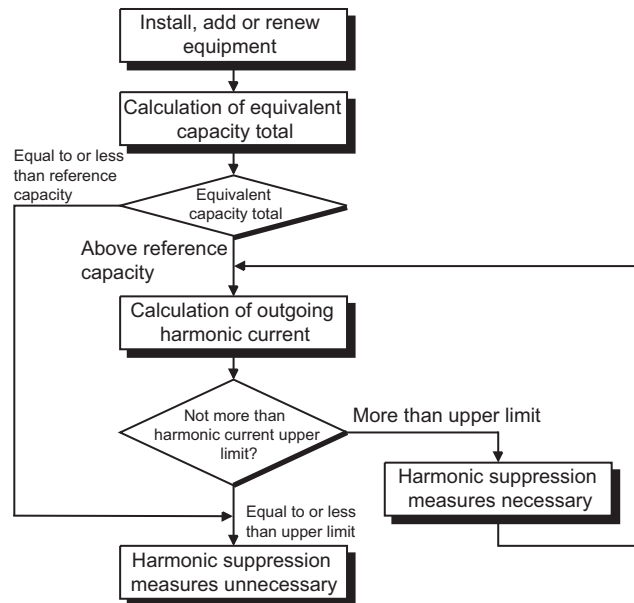 Install, add or renew
equipment
Calculation of equivalent
capacity total
Equal to or less
than reference
capacity
Equivalent
capacity total
Above reference
capacity
Calculation of outgoing
harmonic current
Not more than
harmonic current upper
limit?
More than upper limit
Harmonic suppression
measures necessary
Equal to or less
than upper limit
Harmonic suppression
measures unnecessary